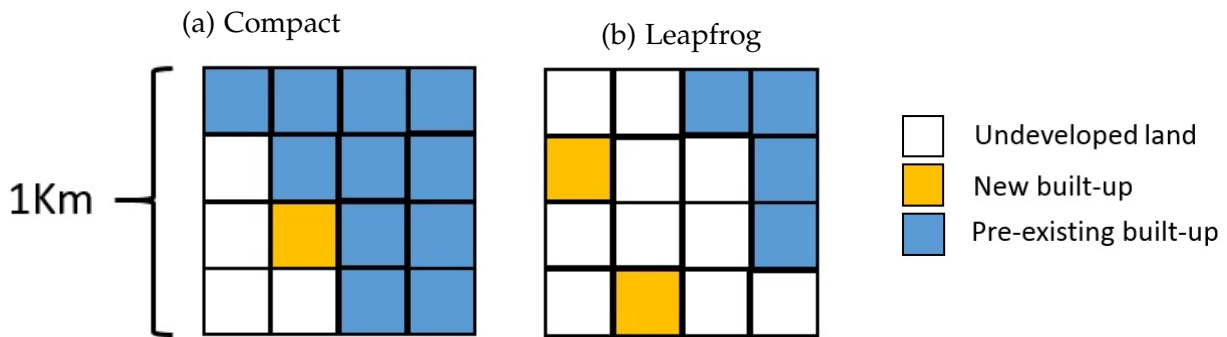 (a) Compact
(b) Leapfrog
1Km
Undeveloped land
New built-up
Pre-existing built-up